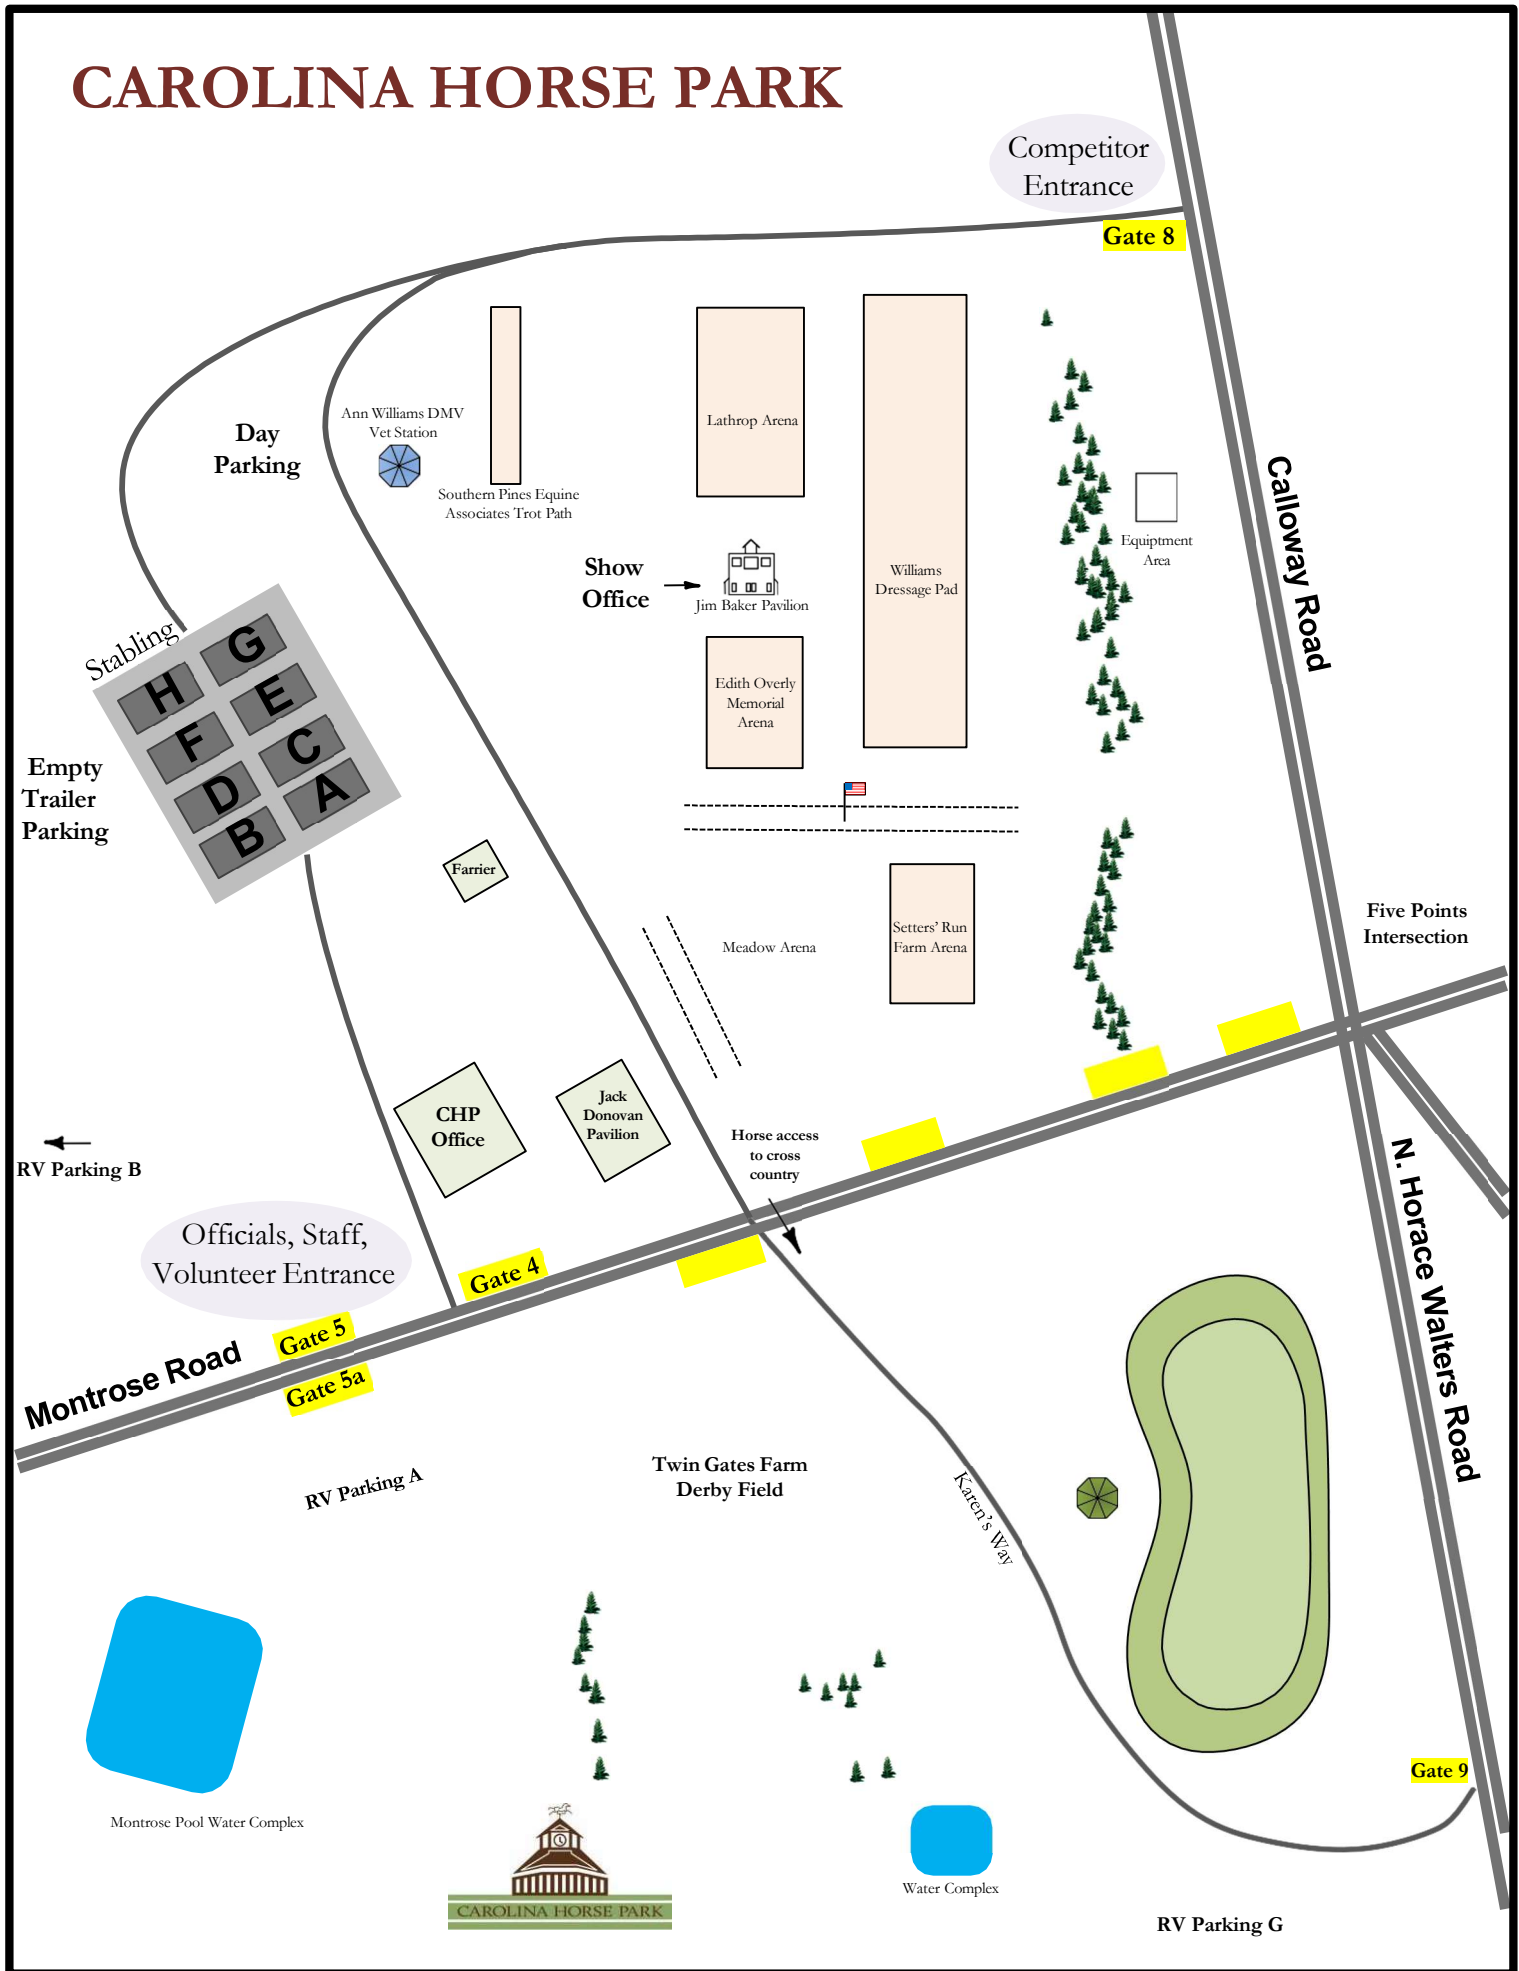 CAROLINA HORSE PARK
Competitor
Entrance
Gate 8
Ann Williams DMV
Vet Station
Day
Parking
Southern Pines Equine
Associates Trot Path
Lathrop Arena
Williams
Dressage Pad
Equiptment
Area
Calloway Road
Show
Office
Jim Baker Pavilion
Edith Overly
Memorial
Arena
Stabling
G
H
E
F
C
D
A
B
Empty
Trailer
Parking
Farrier
Meadow Arena
Setters' Run
Farm Arena
Five Points
Intersection
CHP
Office
Jack
Donovan
Pavilion
Horse access
to cross
country
RV Parking B
Officials, Staff,
Volunteer Entrance
Gate 4
Gate 5
Gate 5a
Montrose Road
N. Horace Walters Road
RV Parking A
Twin Gates Farm
Derby Field
Karen's Way
Gate 9
Montrose Pool Water Complex
CAROLINA HORSE PARK
Water Complex
RV Parking G